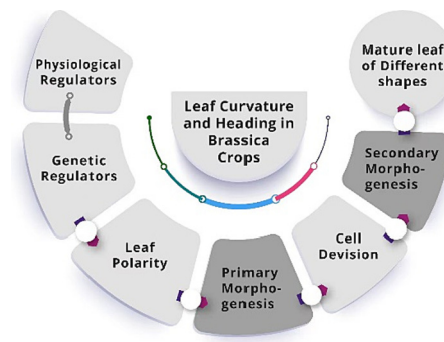 Physiological
Regulators
Genetic
Regulators
Leaf
Polarity
Primary
Morpho-
genesis
Cell
Devision
Secondary
Morpho-
genesis
Mature leaf
of Different
shapes
Leaf Curvature
and Heading in
Brassica
Crops